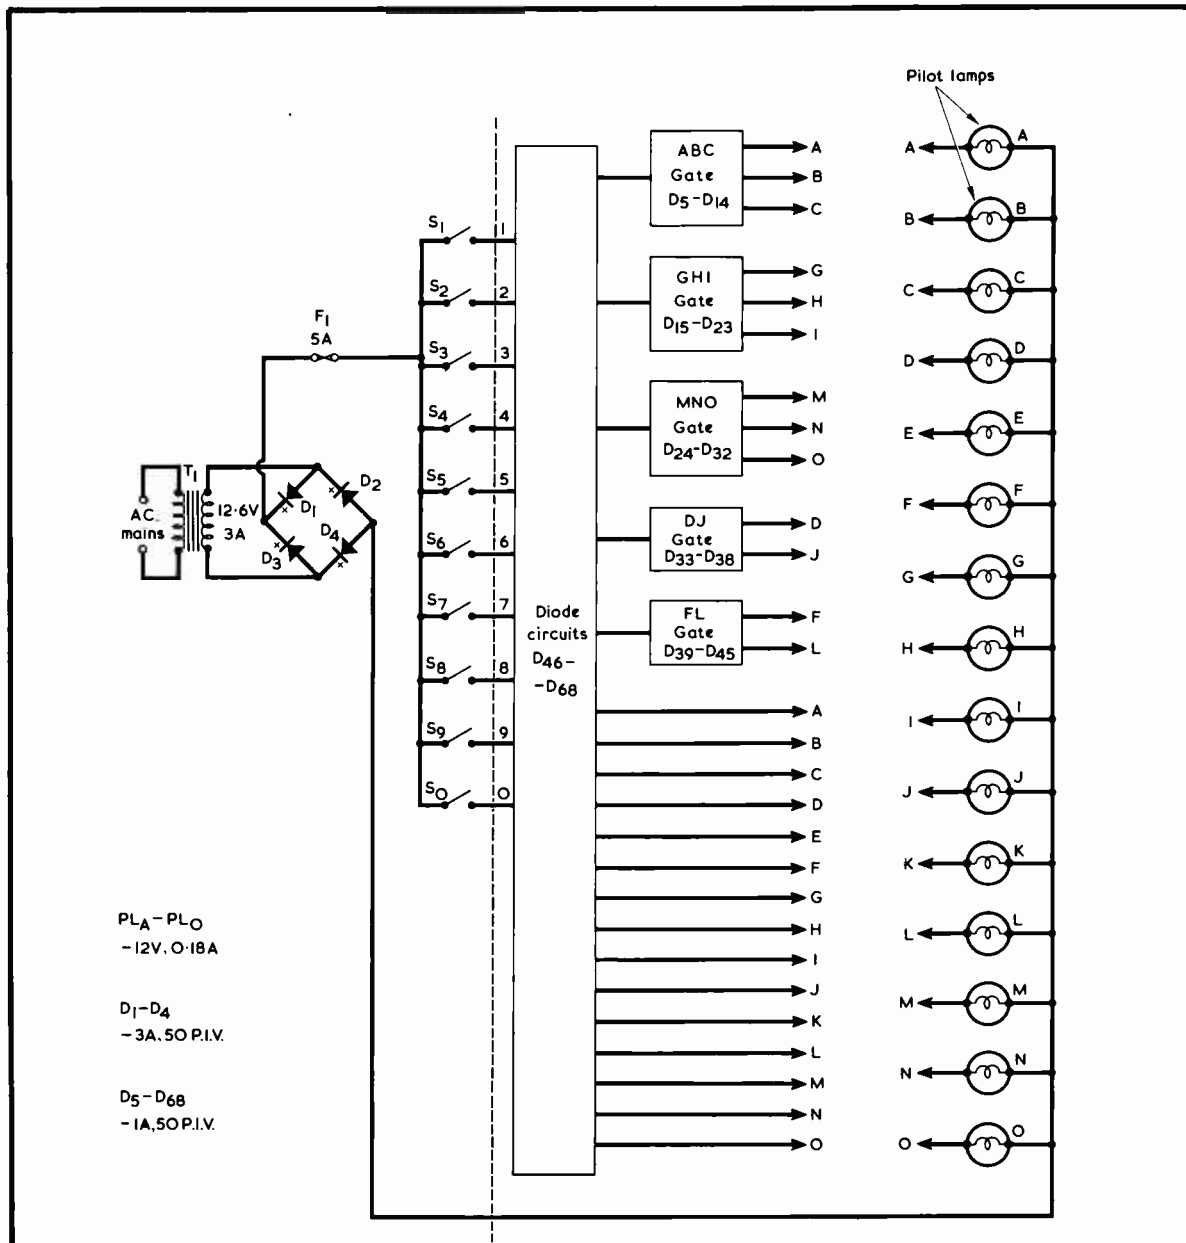 Pilot lamps
ABC
Gate
D5-D14
A
B
C
GHI
Gate
D15-D23
G
H
I
MNO
Gate
D24-D32
M
N
O
DJ
Gate
D33-D38
D
J
FL
Gate
D39-D45
F
L
A
B
C
D
E
F
G
H
I
J
K
L
M
N
O
S1
1
S2
2
S3
3
S4
4
S5
5
S6
6
S7
7
S8
8
S9
9
S0
0
F1
5A
T1
AC
mains
12·6V
3A
D1
D2
D3
D4
+
+
+
+
Diode
circuits
D46-
-D68
A A
B B
C C
D D
E E
F F
G G
H H
I I
J J
K K
L L
M M
N N
O O
PLA-PLO
-12V, 0·18A
D1-D4
-3A, 50 P.I.V.
D5-D68
-1A, 50 P.I.V.